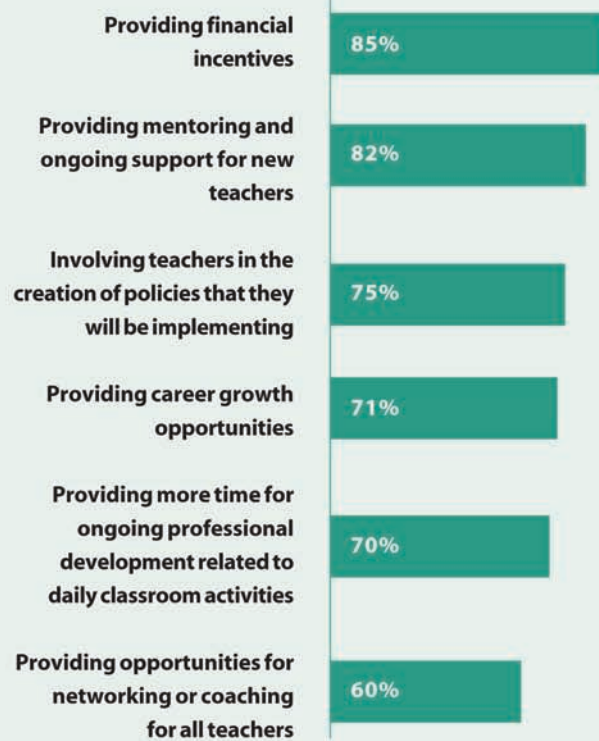 Providing financial
incentives
85%
Providing mentoring and
ongoing support for new
teachers
82%
Involving teachers in the
creation of policies that they
will be implementing
75%
Providing career growth
opportunities
71%
Providing more time for
ongoing professional
development related to
daily classroom activities
70%
Providing opportunities for
networking or coaching
for all teachers
60%